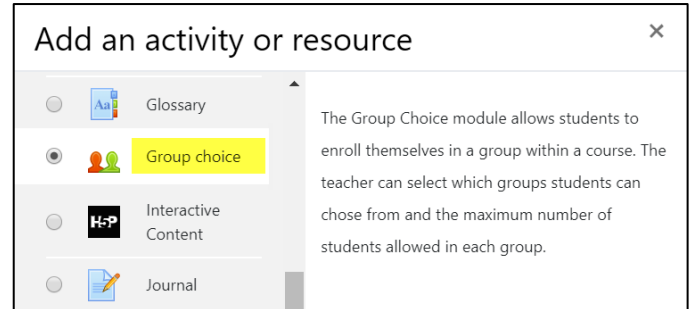 Add an activity or resource
×
Aa
Glossary
Group choice
H5P
Interactive
Content
Journal
The Group Choice module allows students to
enroll themselves in a group within a course. The
teacher can select which groups students can
chose from and the maximum number of
students allowed in each group.